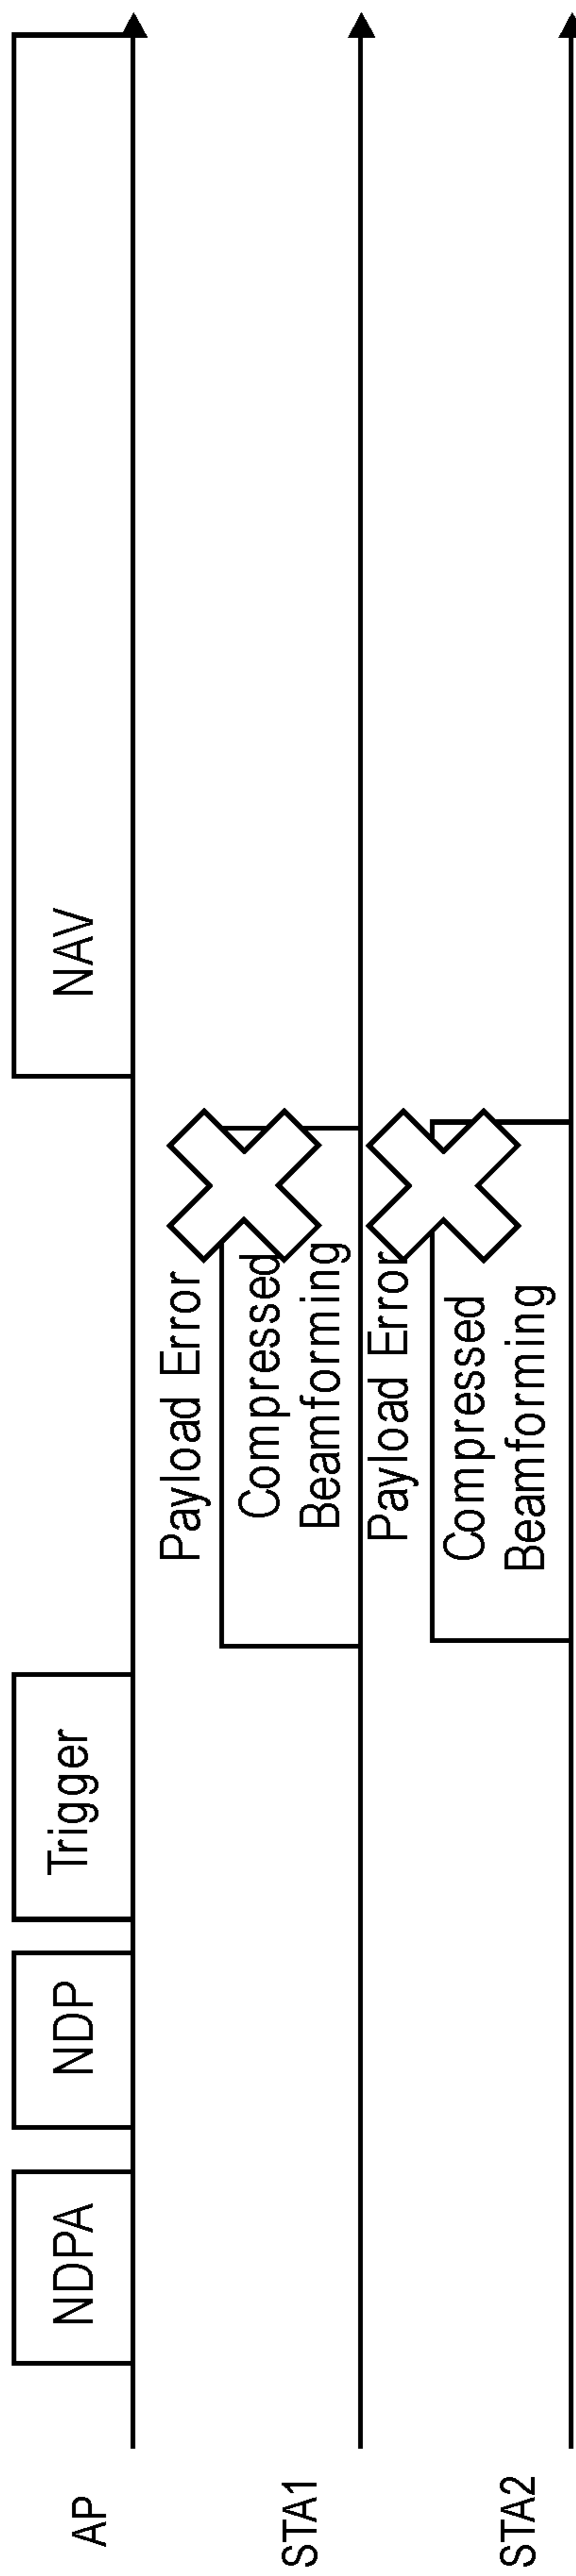 AP
NDPA
NDP
Trigger
NAV
STA1
Payload Error
Compressed
Beamforming
STA2
Payload Error
Compressed
Beamforming